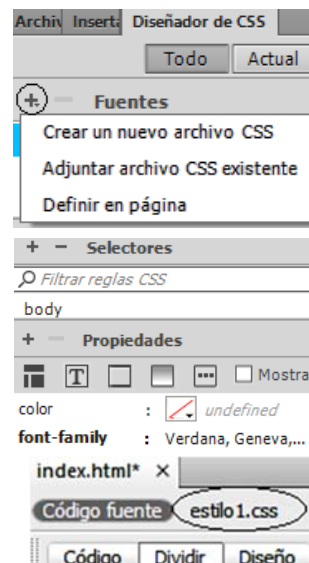 Archiv Inserta Diseñador de CSS
Todo Actual
+ − Fuentes
Crear un nuevo archivo CSS
Adjuntar archivo CSS existente
Definir en página
+ − Selectores
Filtrar reglas CSS
body
+ − Propiedades
T Mostra
color : undefined
font-family : Verdana, Geneva,...
index.html* ×
Código fuente estilo1.css
Código Dividir Diseño